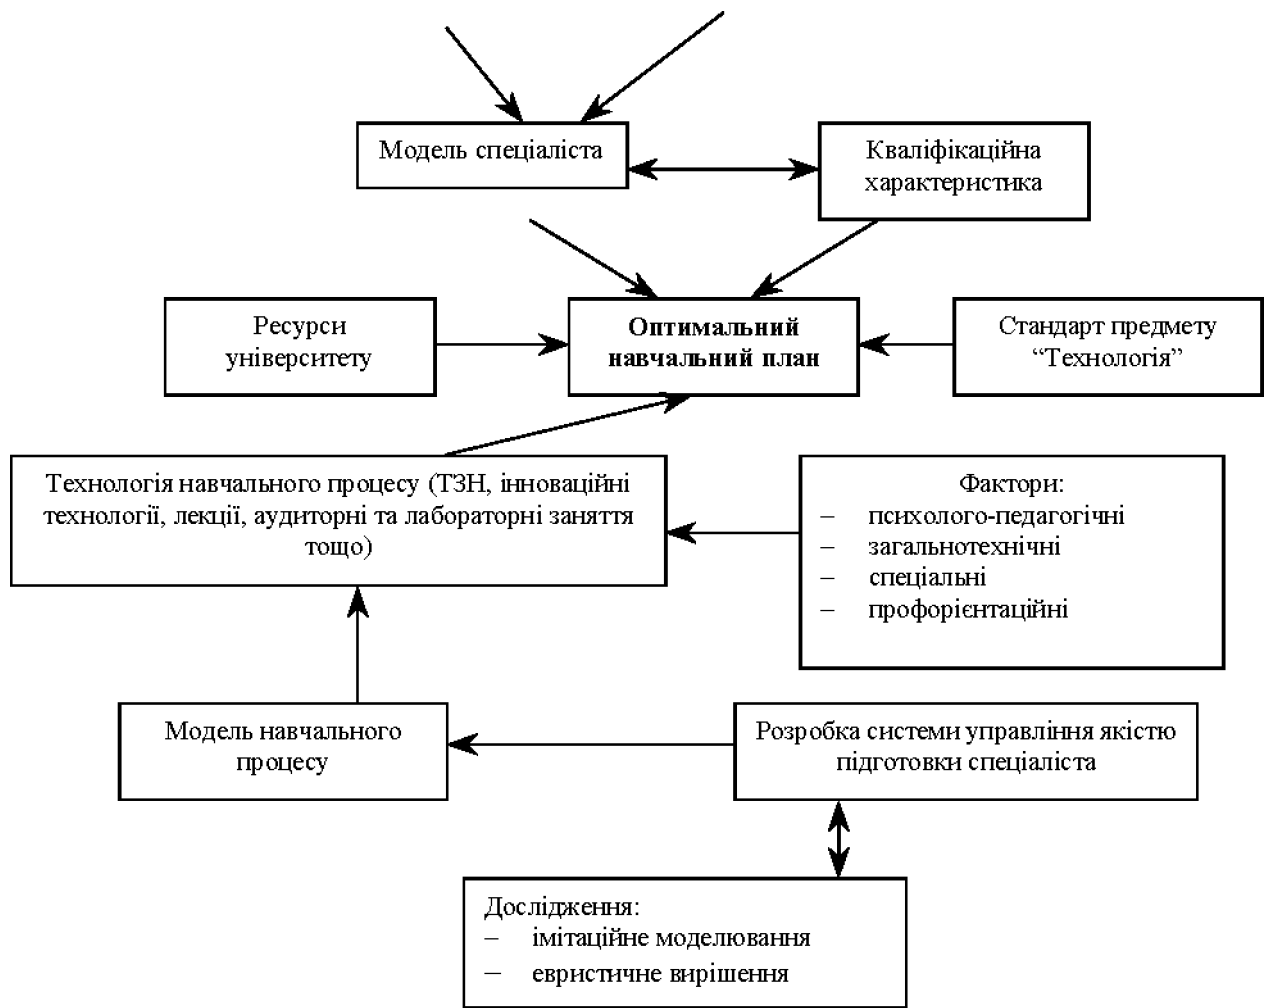 Модель спеціаліста
Кваліфікаційна
характеристика
Ресурси
університету
Оптимальний
навчальний план
Стандарт предмету
“Технологія”
Технологія навчального процесу (ТЗН, інноваційні
технології, лекції, аудиторні та лабораторні заняття
тощо)
Фактори:
– психолого-педагогічні
– загальнотехнічні
– спеціальні
– профорієнтаційні
Модель навчального
процесу
Розробка системи управління якістю
підготовки спеціаліста
Дослідження:
– імітаційне моделювання
– евристичне вирішення